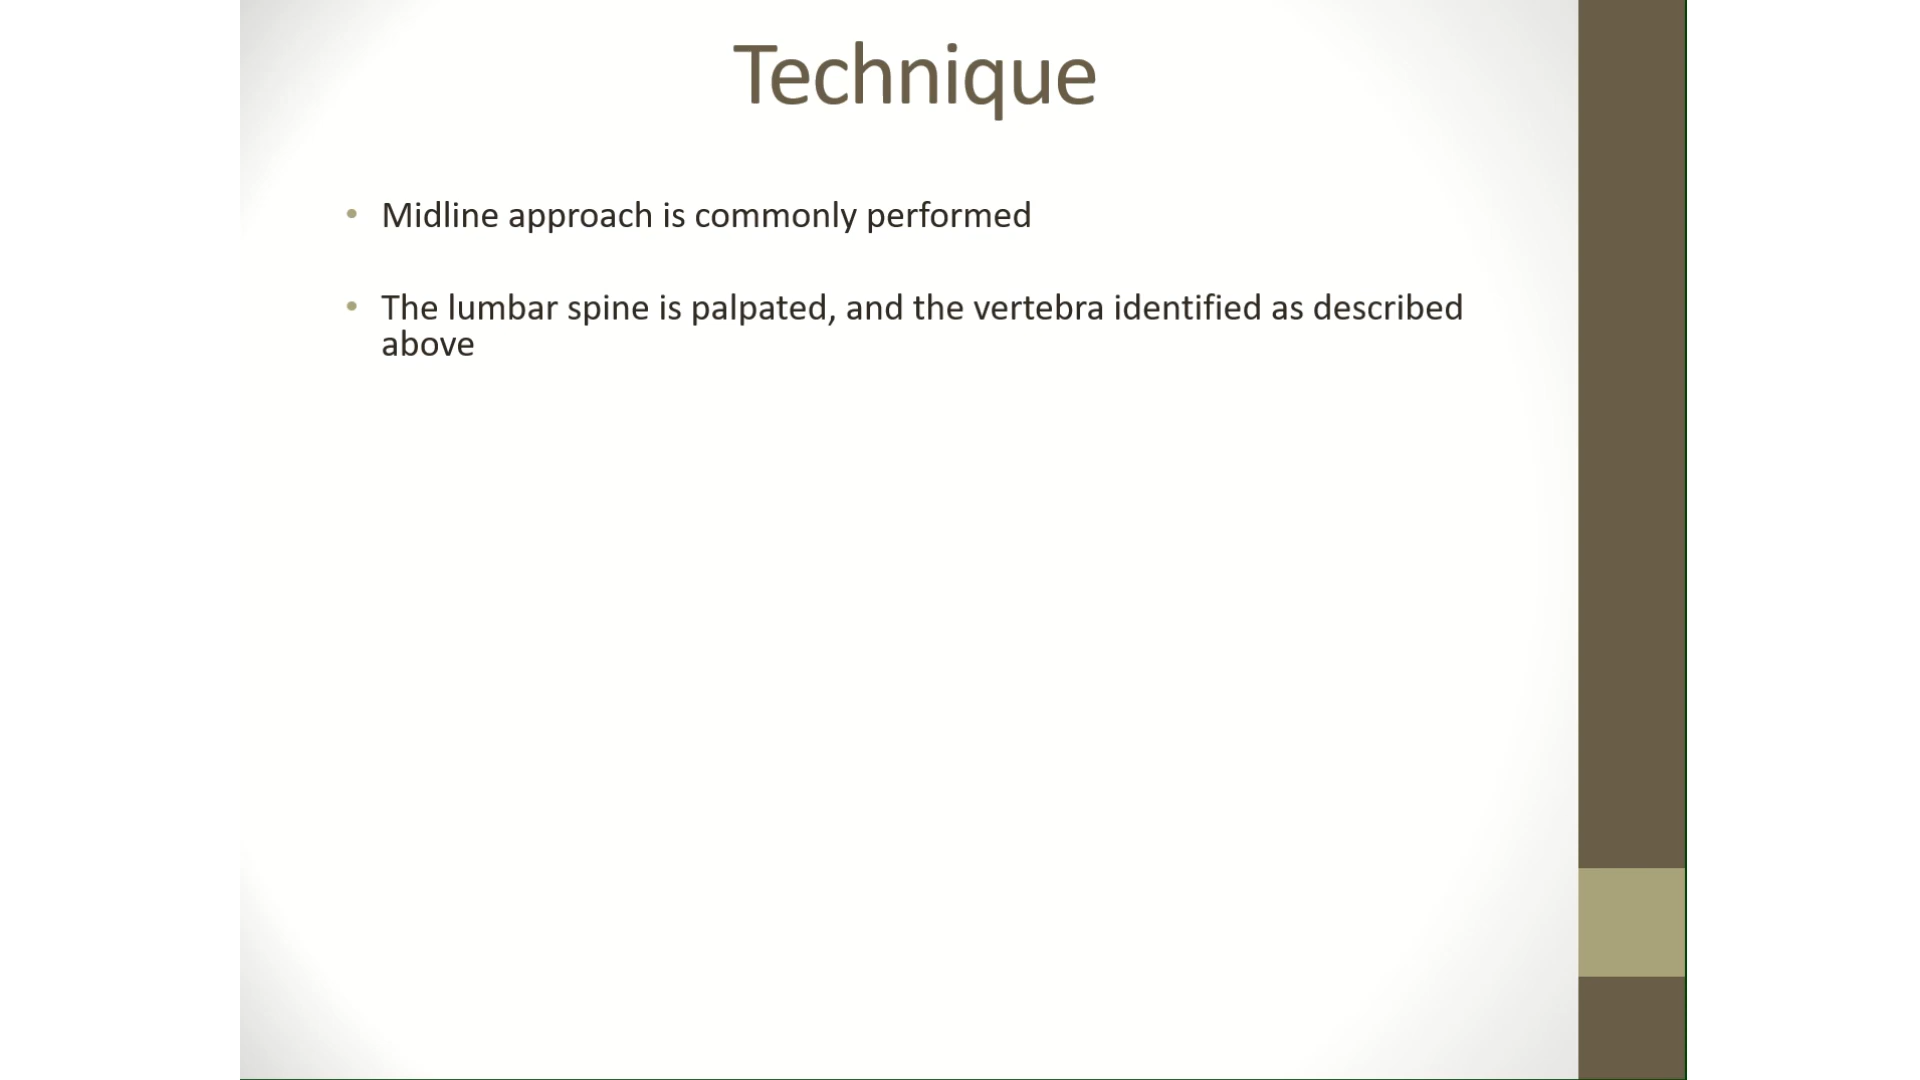 Technique
• Midline approach is commonly performed
• The lumbar spine is palpated, and the vertebra identified as described
above